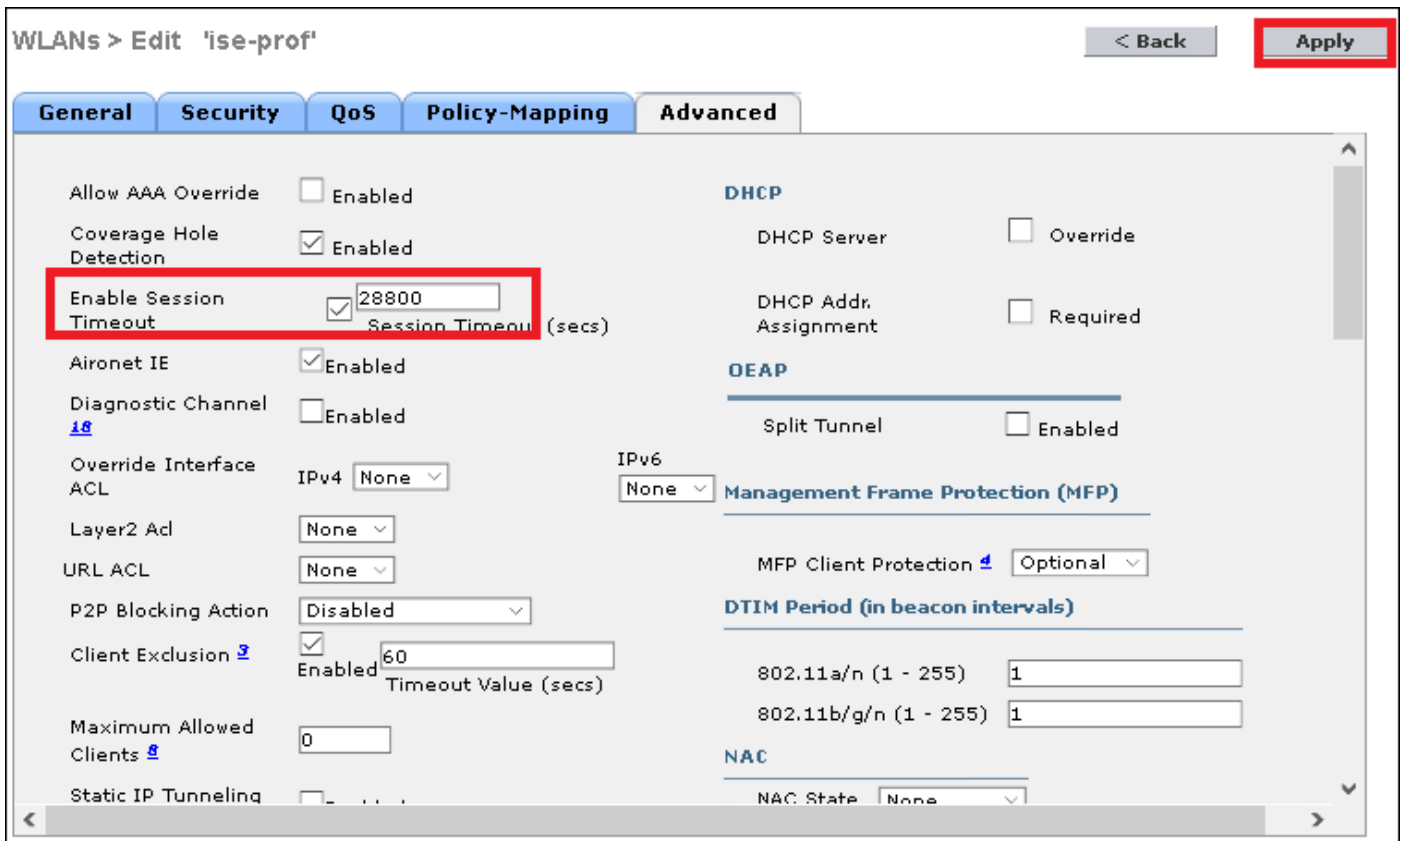 WLANs > Edit 'ise-prof'
< Back
Apply
General
Security
QoS
Policy-Mapping
Advanced
Allow AAA Override
Enabled
Coverage Hole
Detection
Enabled
Enable Session
Timeout
28800
Session Timeout (secs)
Aironet IE
Enabled
Diagnostic Channel
18
Enabled
Override Interface
ACL
IPv4 None
IPv6
None
Layer2 Acl
None
URL ACL
None
P2P Blocking Action
Disabled
Client Exclusion 3
Enabled
60
Timeout Value (secs)
Maximum Allowed
Clients 8
0
Static IP Tunneling
DHCP
DHCP Server
Override
DHCP Addr.
Assignment
Required
OEAP
Split Tunnel
Enabled
Management Frame Protection (MFP)
MFP Client Protection 4
Optional
DTIM Period (in beacon intervals)
802.11a/n (1 - 255)
1
802.11b/g/n (1 - 255)
1
NAC
NAC State
None